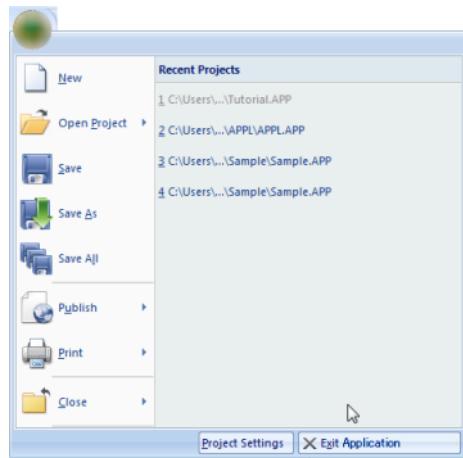 New
Open Project
Save
Save As
Save All
Publish
Print
Close
Recent Projects
1 C:\Users\...\Tutorial.APP
2 C:\Users\...\APPL\APPL.APP
3 C:\Users\...\Sample\Sample.APP
4 C:\Users\...\Sample\Sample.APP
Project Settings
Exit Application